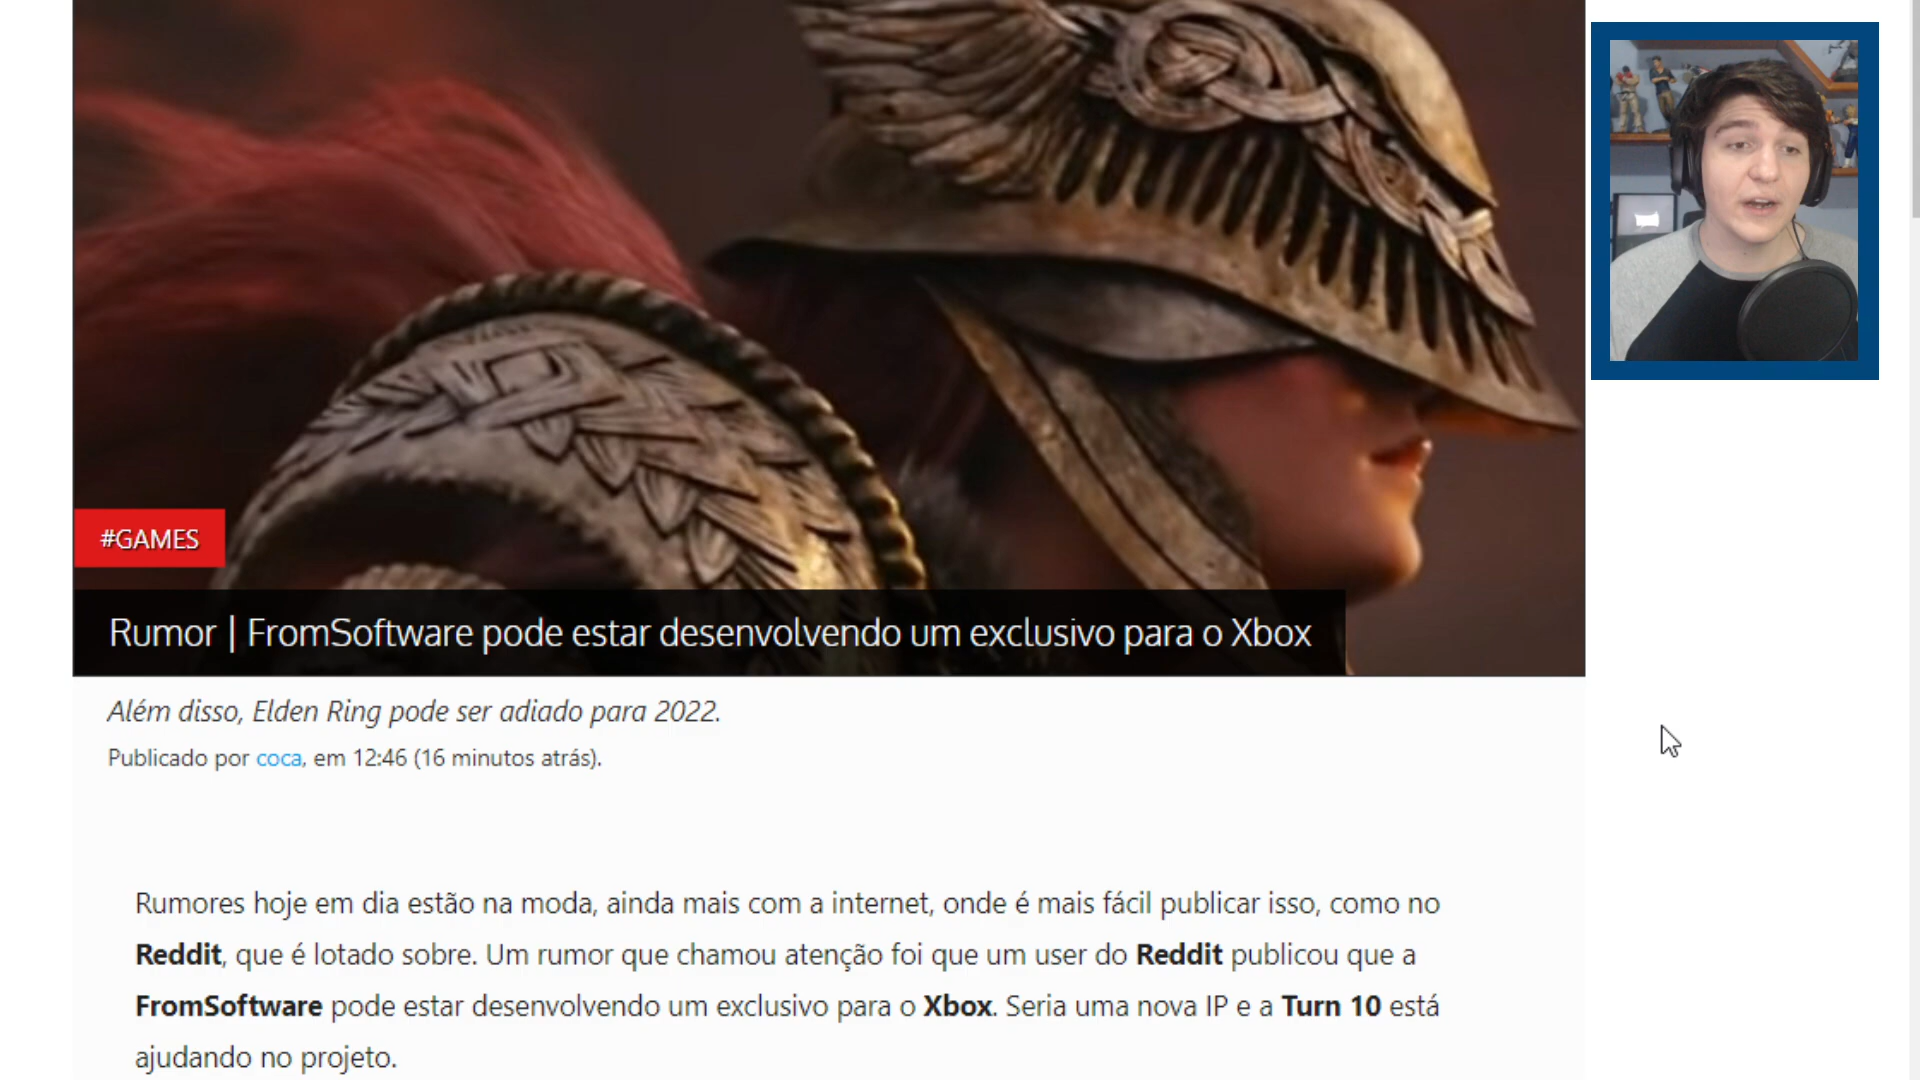 #GAMES
Rumor | FromSoftware pode estar desenvolvendo um exclusivo para o Xbox
Além disso, Elden Ring pode ser adiado para 2022.
Publicado por coca, em 12:46 (16 minutos atrás).
Rumores hoje em dia estão na moda, ainda mais com a internet, onde é mais fácil publicar isso, como no
Reddit, que é lotado sobre. Um rumor que chamou atenção foi que um user do Reddit publicou que a
FromSoftware pode estar desenvolvendo um exclusivo para o Xbox. Seria uma nova IP e a Turn 10 está
ajudando no projeto.